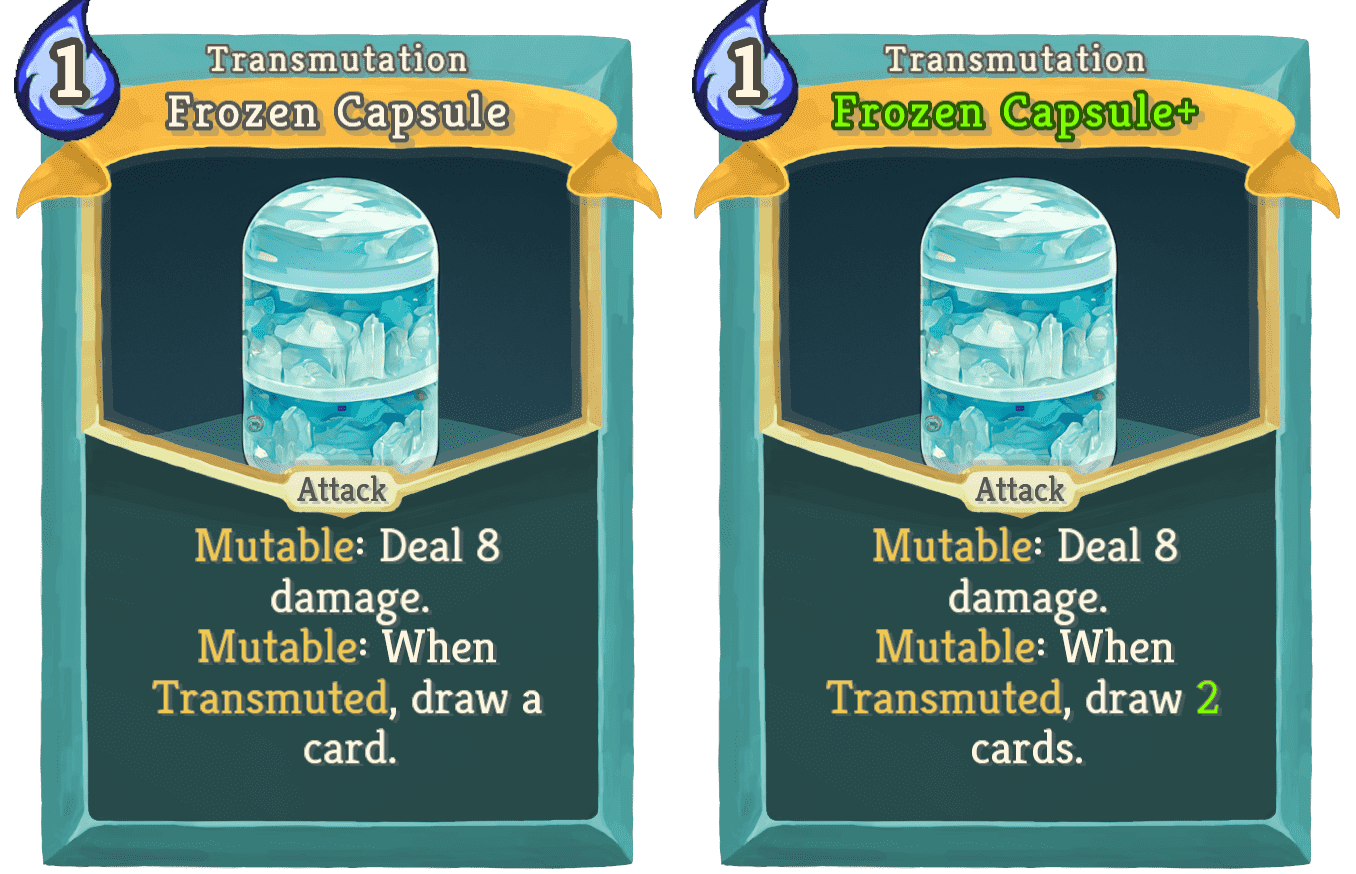 1
Transmutation
Frozen Capsule
Attack
Mutable: Deal 8
damage.
Mutable: When
Transmuted, draw a
card.
1
Transmutation
Frozen Capsule+
Attack
Mutable: Deal 8
damage.
Mutable: When
Transmuted, draw 2
cards.